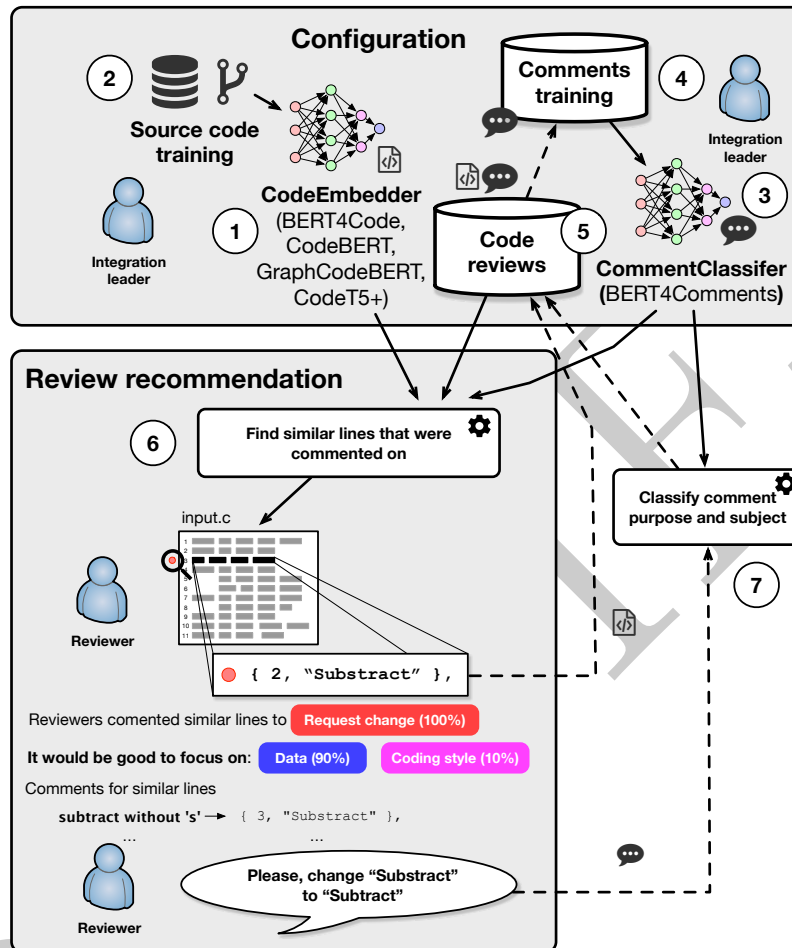 Configuration
2
Source code
training
Integration
leader
1
CodeEmbedder
(BERT4Code,
CodeBERT,
GraphCodeBERT,
CodeT5+)
Comments
training
4
Integration
leader
3
Code
reviews
5
CommentClassifer
(BERT4Comments)
Review recommendation
6
Find similar lines that were
commented on
Classify comment
purpose and subject
7
input.c
1
2
3
5
6
7
8
9
10
11
Reviewer
{ 2, “Substract” },
Reviewers comented similar lines to Request change (100%)
It would be good to focus on: Data (90%) Coding style (10%)
Comments for similar lines
subtract without 's' { 3, "Substract" },
... ...
Please, change “Substract”
to “Subtract”
Reviewer